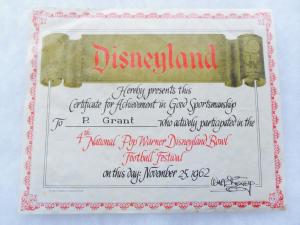 Disneyland
Hereby presents this
Certificate for Achievement in Good Sportsmanship
To P. Grant who actively participated in the
4th National Pop Warner Disneyland Bowl
Football Festival
on this day: November 23, 1962
Walt Disney